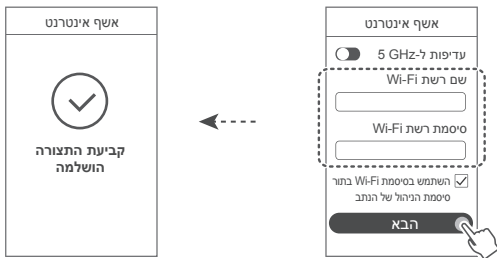 אשף אינטרנט
עדיפות ל-5 GHz
שם רשת Wi-Fi
סיסמת רשת Wi-Fi
השתמש בסיסמת Wi-Fi בתור
סיסמת הניהול של הנתב
הבא
אשף אינטרנט
קביעת התצורה
הושלמה